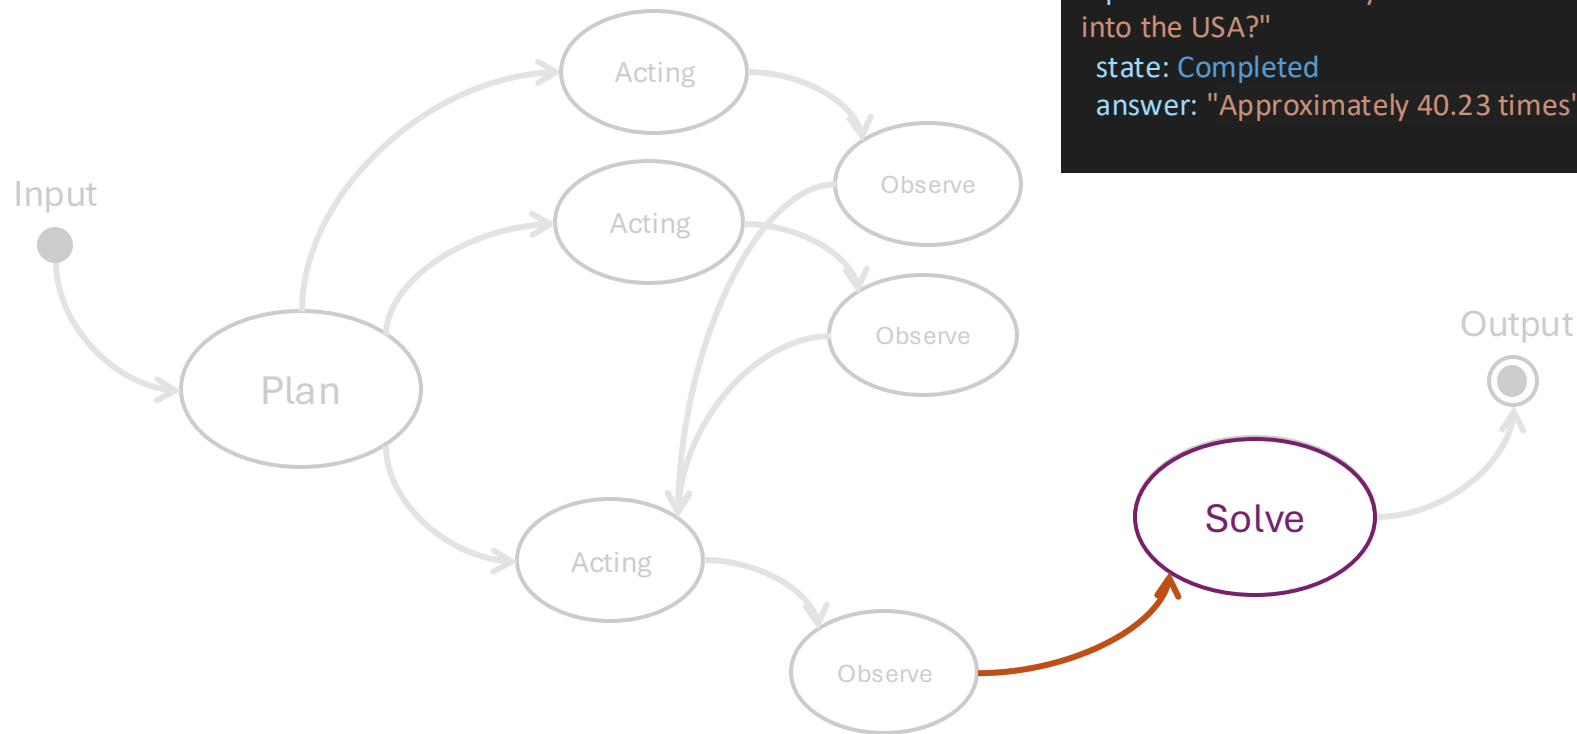 into the USA?"
state: Completed
answer: "Approximately 40.23 times"
Acting
Observe
Input
Acting
Observe
Output
Plan
Solve
Acting
Observe